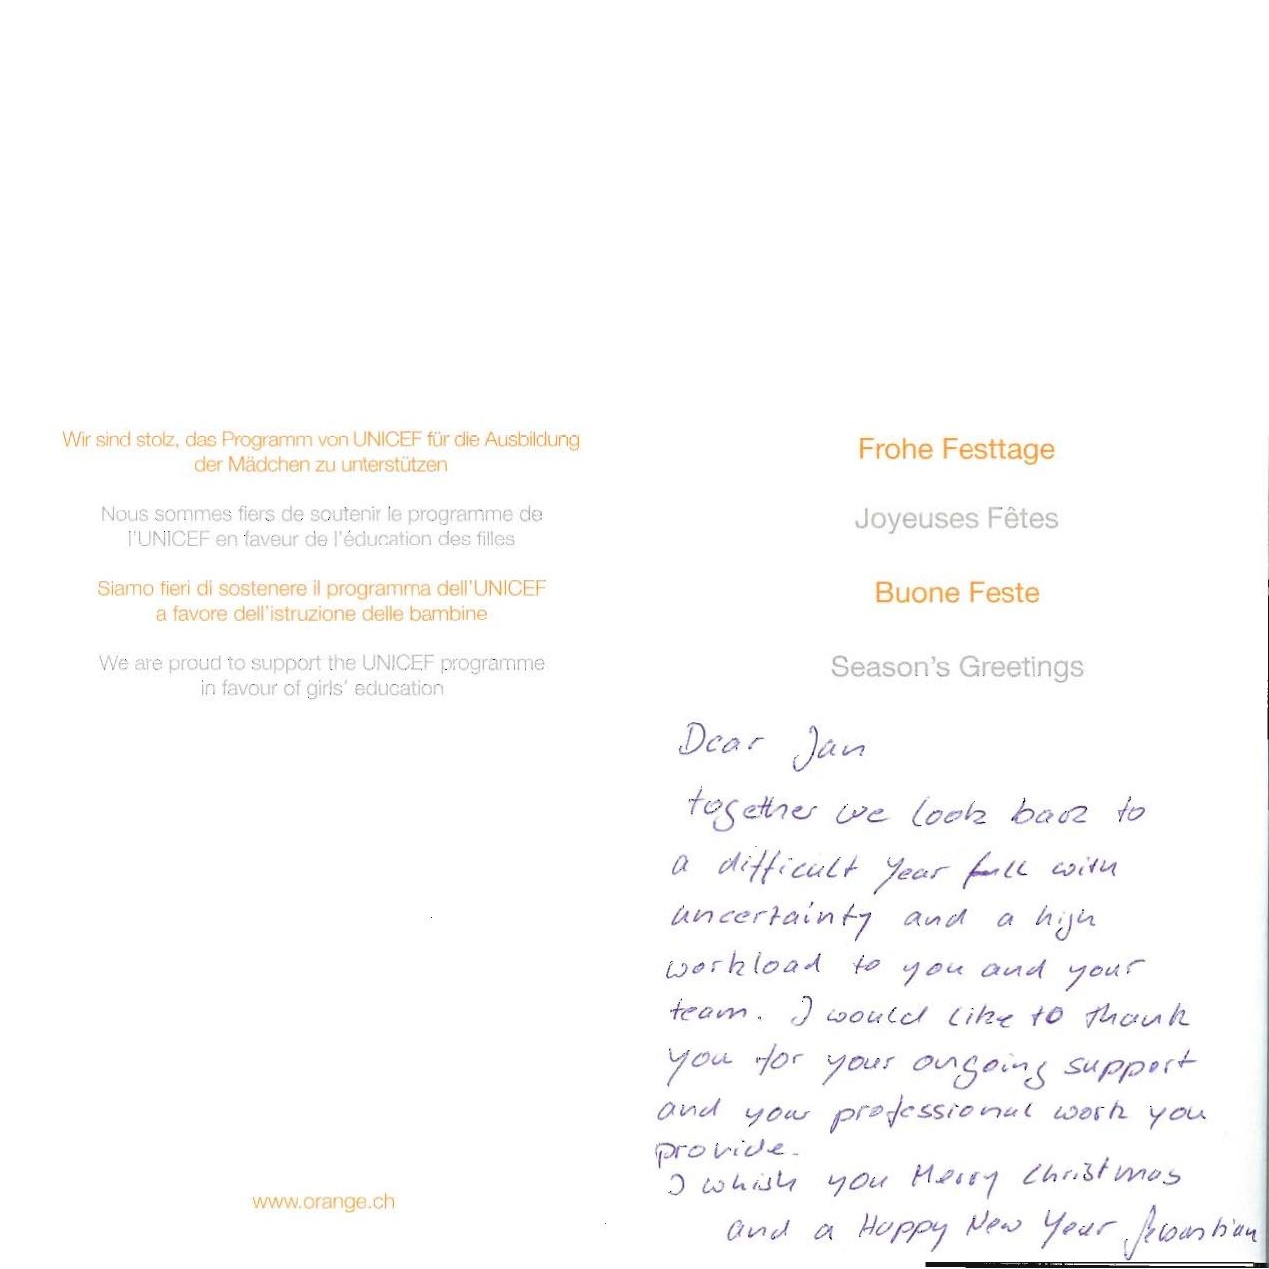 Wir sind stolz, das Programm von UNICEF für die Ausbildung
der Mädchen zu unterstützen
Nous sommes fiers de soutenir le programme de
l'UNICEF en faveur de l'éducation des filles
Siamo fieri di sostenere il programma dell'UNICEF
a favore dell'istruzione delle bambine
We are proud to support the UNICEF programme
in favour of girls' education
www.orange.ch
Frohe Festtage
Joyeuses Fêtes
Buone Feste
Season's Greetings
Dear Jan
together we look back to
a difficult year full with
uncertainty and a high
workload to you and your
team. I would like to thank
you for your ongoing support
and your professional work you
provide.
I whish you Merry Christmas
and a Happy New Year Sebastian